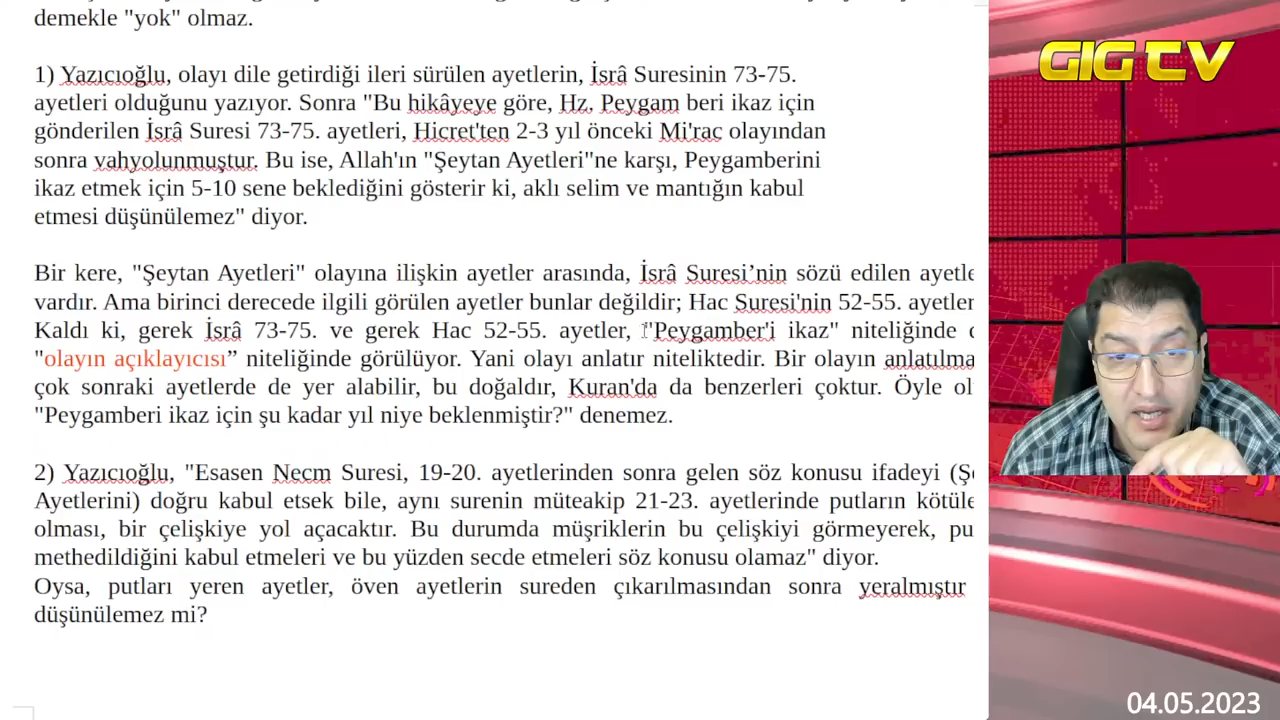 demekle "yok" olmaz.
1) Yazıcıoğlu, olayı dile getirdiği ileri sürülen ayetlerin, İsrâ Suresinin 73-75.
ayetleri olduğunu yazıyor. Sonra "Bu hikâyeye göre, Hz. Peygam beri ikaz için
gönderilen İsrâ Suresi 73-75. ayetleri, Hicret'ten 2-3 yıl önceki Mi'rac olayından
sonra vahyolunmuştur. Bu ise, Allah'ın "Şeytan Ayetleri"ne karşı, Peygamberini
ikaz etmek için 5-10 sene beklediğini gösterir ki, aklı selim ve mantığın kabul
etmesi düşünülemez" diyor.
Bir kere, "Şeytan Ayetleri" olayına ilişkin ayetler arasında, İsrâ Suresi’nin sözü edilen ayetle
vardır. Ama birinci derecede ilgili görülen ayetler bunlar değildir; Hac Suresi'nin 52-55. ayetler
Kaldı ki, gerek İsrâ 73-75. ve gerek Hac 52-55. ayetler, "Peygamber'i ikaz" niteliğinde
"olayın açıklayıcısı” niteliğinde görülüyor. Yani olayı anlatır niteliktedir. Bir olayın anlatılma
çok sonraki ayetlerde de yer alabilir, bu doğaldır, Kuran'da da benzerleri çoktur. Öyle ol
"Peygamberi ikaz için şu kadar yıl niye beklenmiştir?" denemez.
2) Yazıcıoğlu, "Esasen Necm Suresi, 19-20. ayetlerinden sonra gelen söz konusu ifadeyi (Şe
Ayetlerini) doğru kabul etsek bile, aynı surenin müteakip 21-23. ayetlerinde putların kötüle
olması, bir çelişkiye yol açacaktır. Bu durumda müşriklerin bu çelişkiyi görmeyerek, pu
methedildiğini kabul etmeleri ve bu yüzden secde etmeleri söz konusu olamaz" diyor.
Oysa, putları yeren ayetler, öven ayetlerin sureden çıkarılmasından sonra yeralmıştır
düşünülemez mi?
GIG TV
04.05.2023